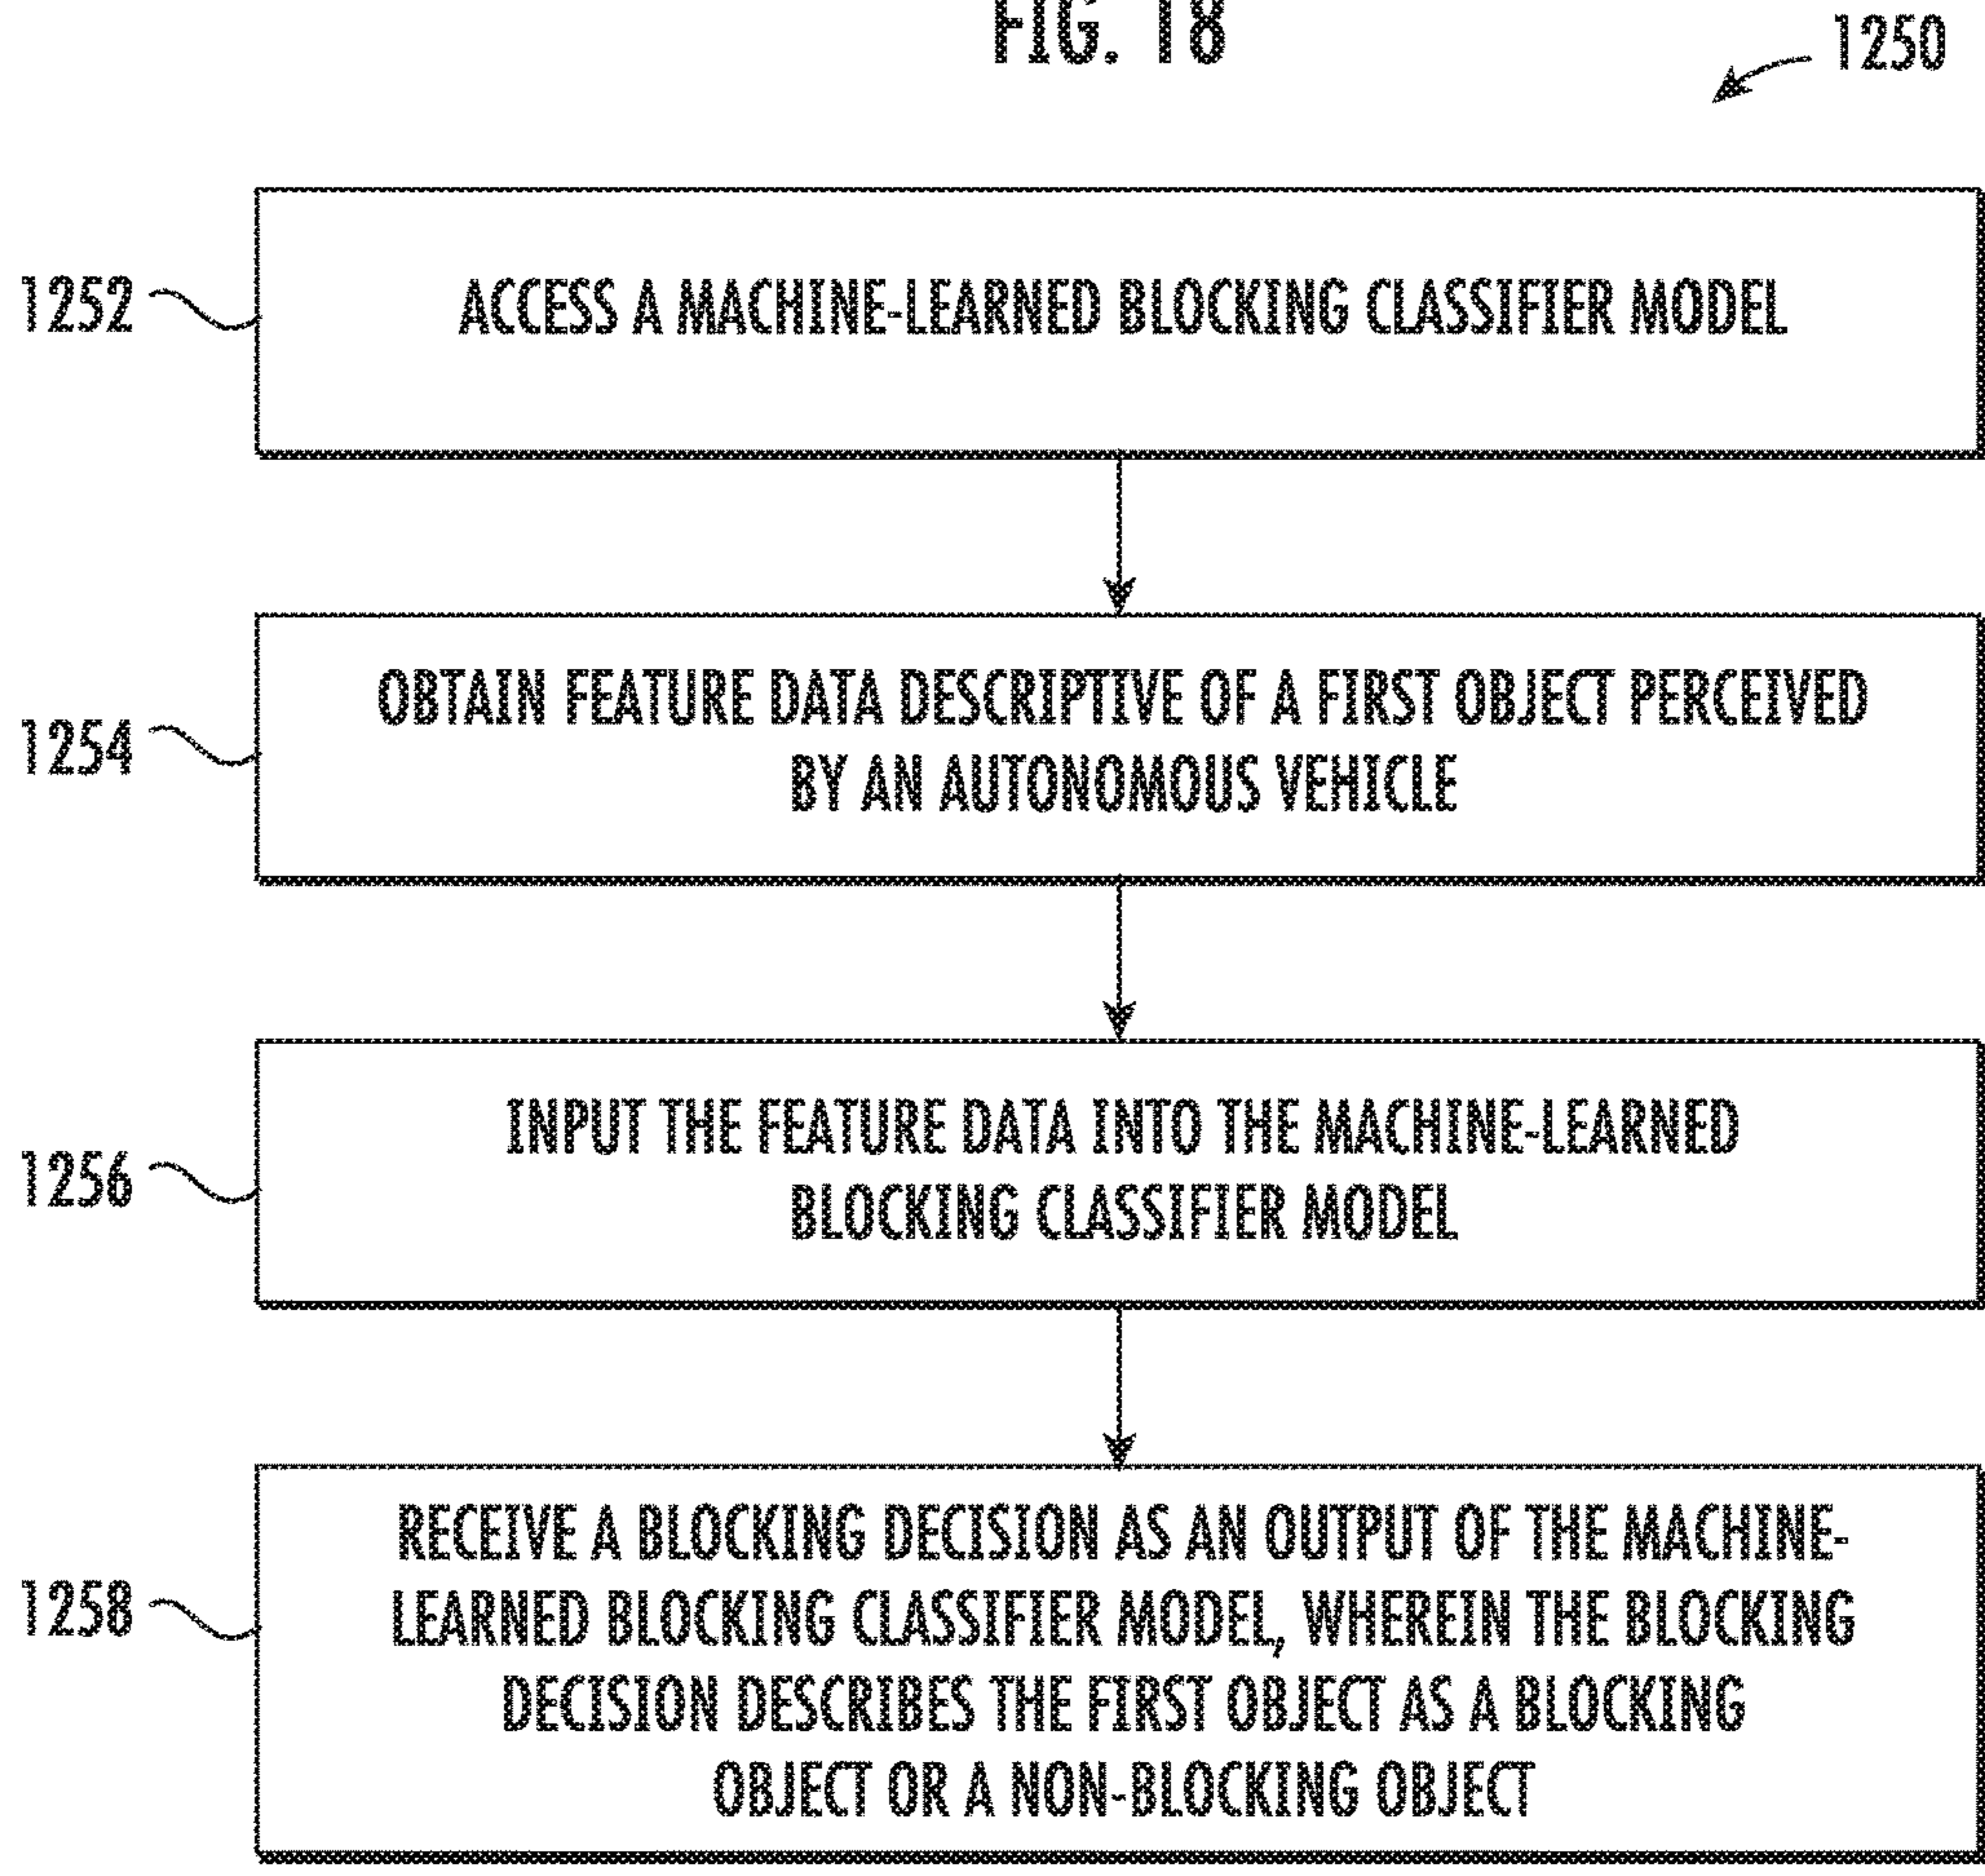 FIG. 18
1250
1252
ACCESS A MACHINE-LEARNED BLOCKING CLASSIFIER MODEL
1254
OBTAIN FEATURE DATA DESCRIPTIVE OF A FIRST OBJECT PERCEIVED
BY AN AUTONOMOUS VEHICLE
1256
INPUT THE FEATURE DATA INTO THE MACHINE-LEARNED
BLOCKING CLASSIFIER MODEL
1258
RECEIVE A BLOCKING DECISION AS AN OUTPUT OF THE MACHINE-
LEARNED BLOCKING CLASSIFIER MODEL, WHEREIN THE BLOCKING
DECISION DESCRIBES THE FIRST OBJECT AS A BLOCKING
OBJECT OR A NON-BLOCKING OBJECT